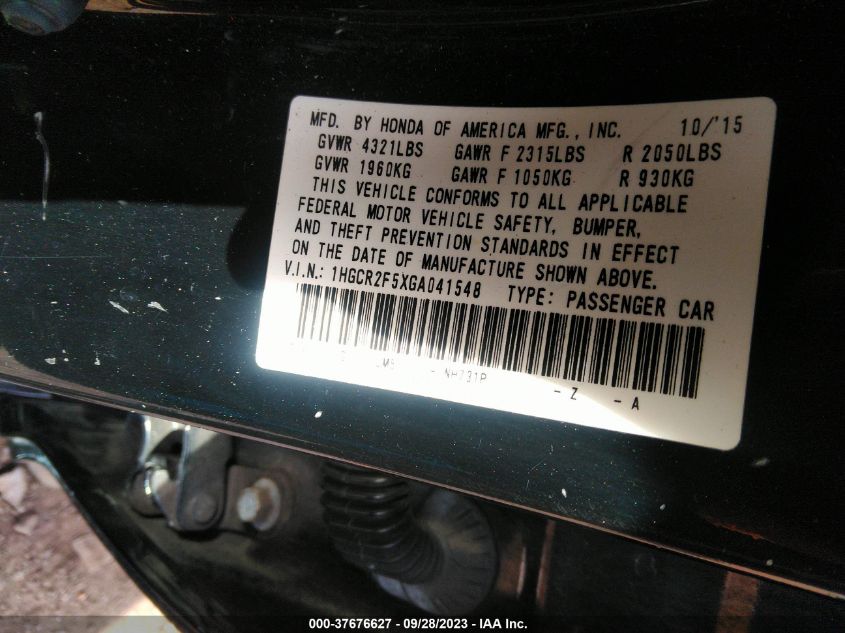 MFD. BY HONDA OF AMERICA MFG., INC. 10/'15
GVWR 4321LBS GAWR F 2315LBS R 2050LBS
GVWR 1960KG GAWR F 1050KG R 930KG
THIS VEHICLE CONFORMS TO ALL APPLICABLE
FEDERAL MOTOR VEHICLE SAFETY, BUMPER,
AND THEFT PREVENTION STANDARDS IN EFFECT
ON THE DATE OF MANUFACTURE SHOWN ABOVE.
V.I.N.: 1HGCR2F5XGA041548 TYPE: PASSENGER CAR
NH731P - Z - A
000-37676627 - 09/28/2023 - IAA Inc.